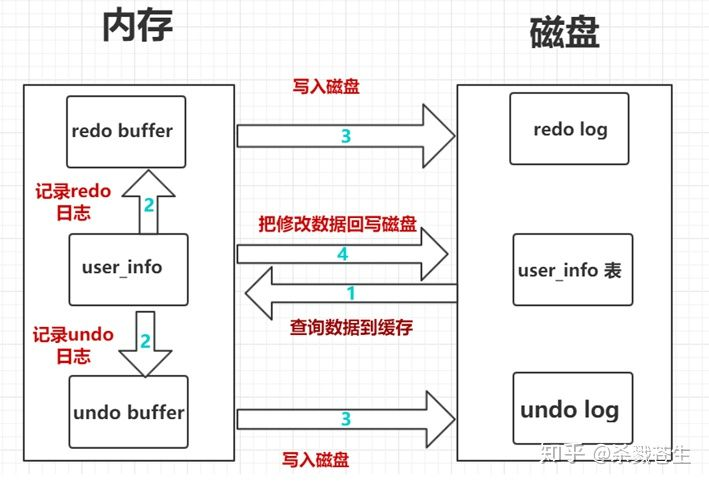 内存
磁盘
写入磁盘
redo buffer
3
redo log
记录redo
日志
2
把修改数据回写磁盘
user_info
4
user_info 表
1
查询数据到缓存
记录undo
日志
2
undo buffer
3
undo log
写入磁盘
知乎 @杀戮苍生